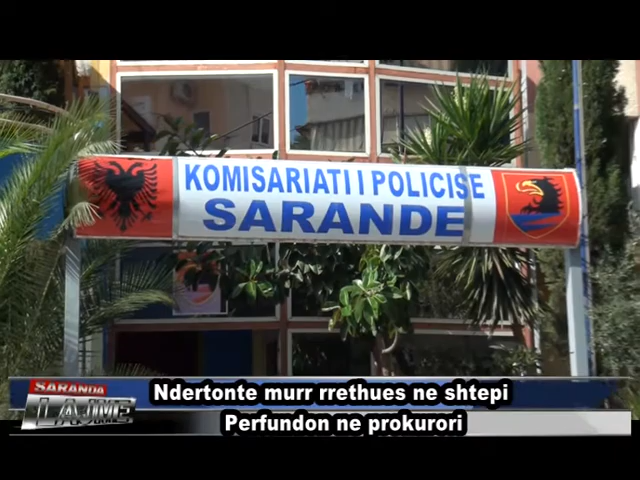 KOMISARIATI I POLICISE
SARANDE
SARANDA
LAJME
Ndertonte murr rrethues ne shtepi
Perfundon ne prokurori